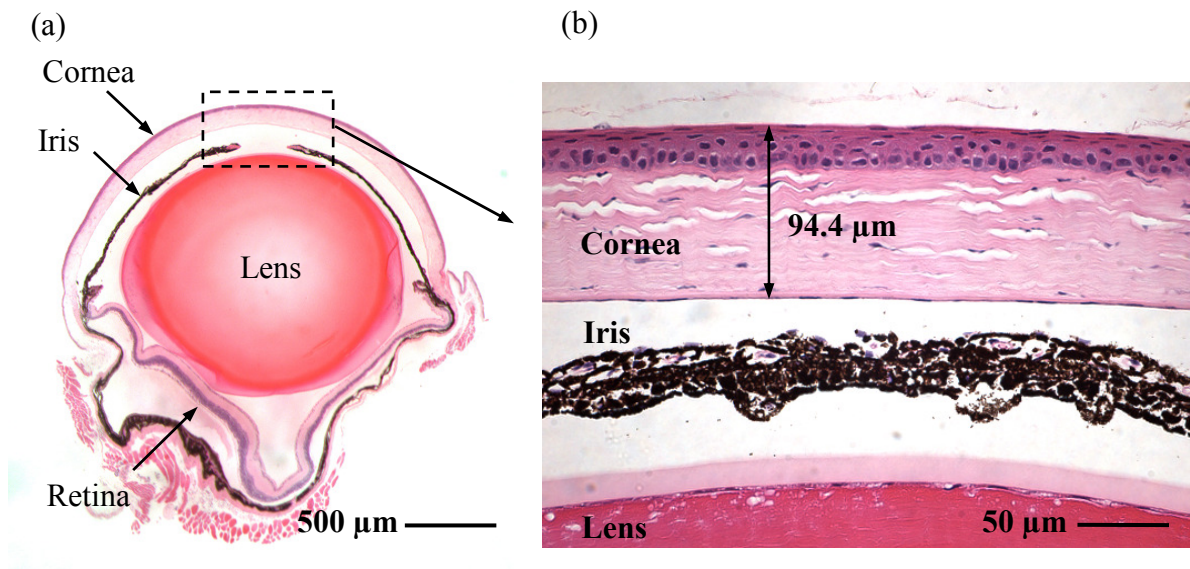 (a)
Cornea
Iris
Lens
Retina
500 µm
(b)
94.4 µm
Cornea
Iris
Lens
50 µm